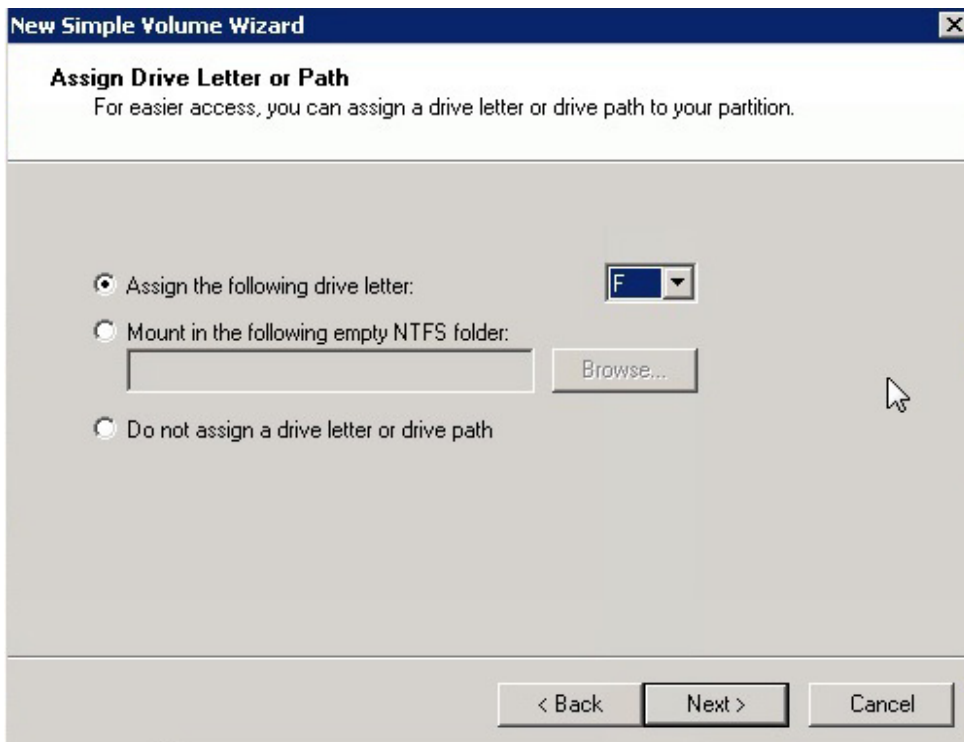 New Simple Volume Wizard
Assign Drive Letter or Path
For easier access, you can assign a drive letter or drive path to your partition.
Assign the following drive letter: F
Mount in the following empty NTFS folder:
Browse...
Do not assign a drive letter or drive path
< Back Next > Cancel